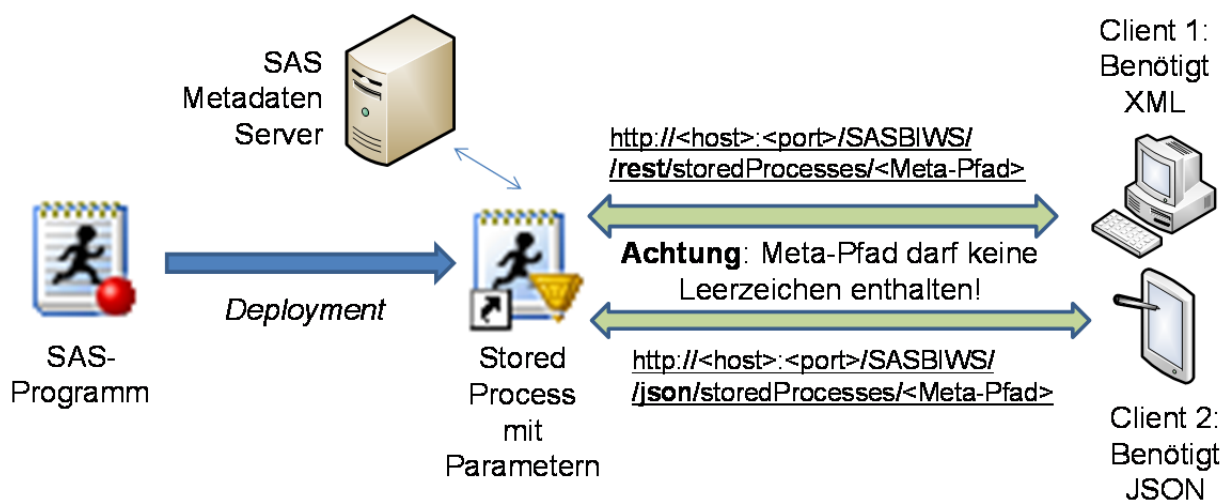 SAS
Metadaten
Server
Client 1:
Benötigt
XML
http://<host>:<port>/SASBIWS/
/rest/storedProcesses/<Meta-Pfad>
Achtung: Meta-Pfad darf keine
Leerzeichen enthalten!
Deployment
SAS-
Programm
Stored
Process
mit
Parametern
http://<host>:<port>/SASBIWS/
/json/storedProcesses/<Meta-Pfad>
Client 2:
Benötigt
JSON